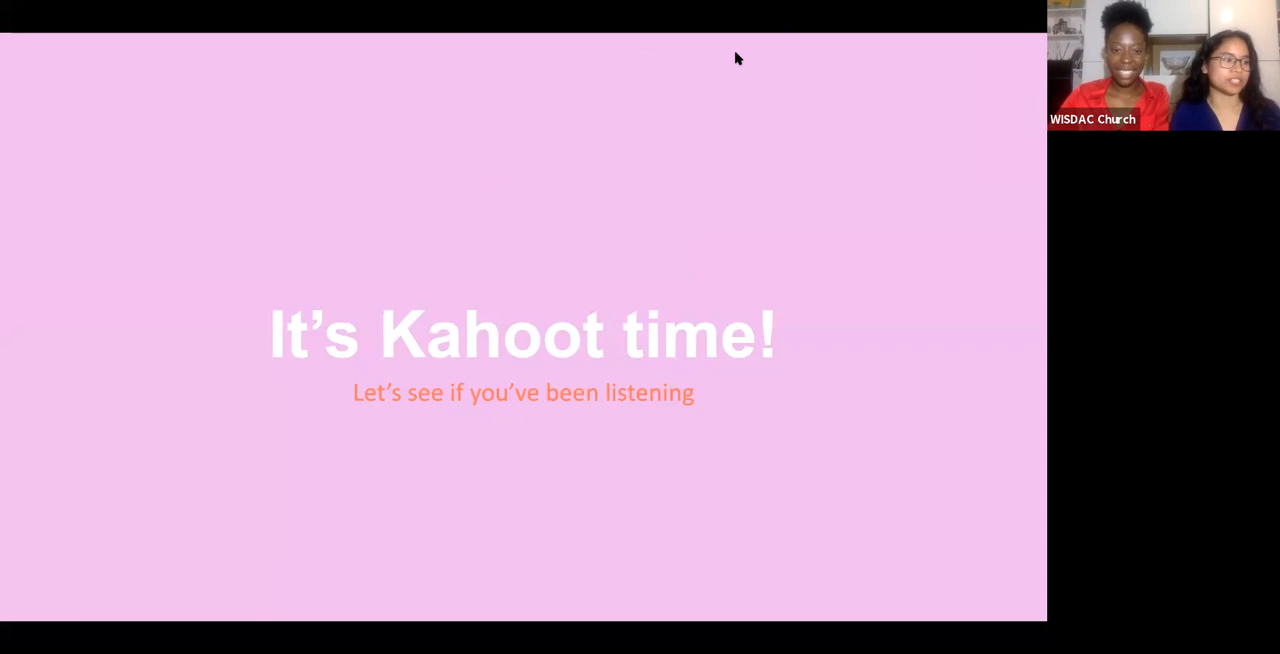 It’s Kahoot time!
Let’s see if you’ve been listening
WISDAC Church